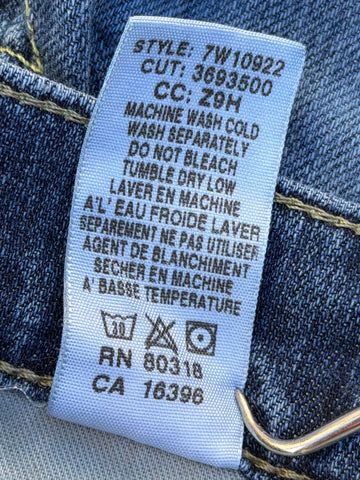 STYLE: 7W10922
CUT: 3693500
CC: Z9H
MACHINE WASH COLD
WASH SEPARATELY
DO NOT BLEACH
TUMBLE DRY LOW
LAVER EN MACHINE
A'L' EAU FROIDE LAVER
SEPAREMENT NE PAS UTILISER
AGENT DE BLANCHIMENT
SECHER EN MACHINE
A' BASSE TEMPERATURE
30
RN 80318
CA 16396